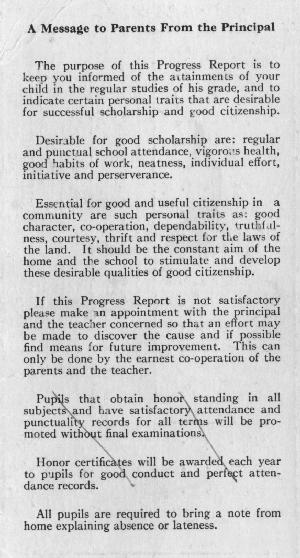 A Message to Parents From the Principal
The purpose of this Progress Report is to
keep you informed of the attainments of your
child in the regular studies of his grade, and to
indicate certain personal traits that are desirable
for successful scholarship and good citizenship.
Desirable for good scholarship are: regular
and punctual school attendance, vigorous health,
good habits of work, neatness, individual effort,
initiative and perserverance.
Essential for good and useful citizenship in a
community are such personal traits as: good
character, co-operation, dependability, truthful-
ness, courtesy, thrift and respect for the laws of
the land. It should be the constant aim of the
home and the school to stimulate and develop
these desirable qualities of good citizenship.
If this Progress Report is not satisfactory
please make an appointment with the principal
and the teacher concerned so that an effort may
be made to discover the cause and if possible
find means for future improvement. This can
only be done by the earnest co-operation of the
parents and the teacher.
Pupils that obtain honor standing in all
subjects and have satisfactory attendance and
punctuality records for all terms will be pro-
moted without final examinations.
Honor certificates will be awarded each year
to pupils for good conduct and perfect atten-
dance records.
All pupils are required to bring a note from
home explaining absence or lateness.